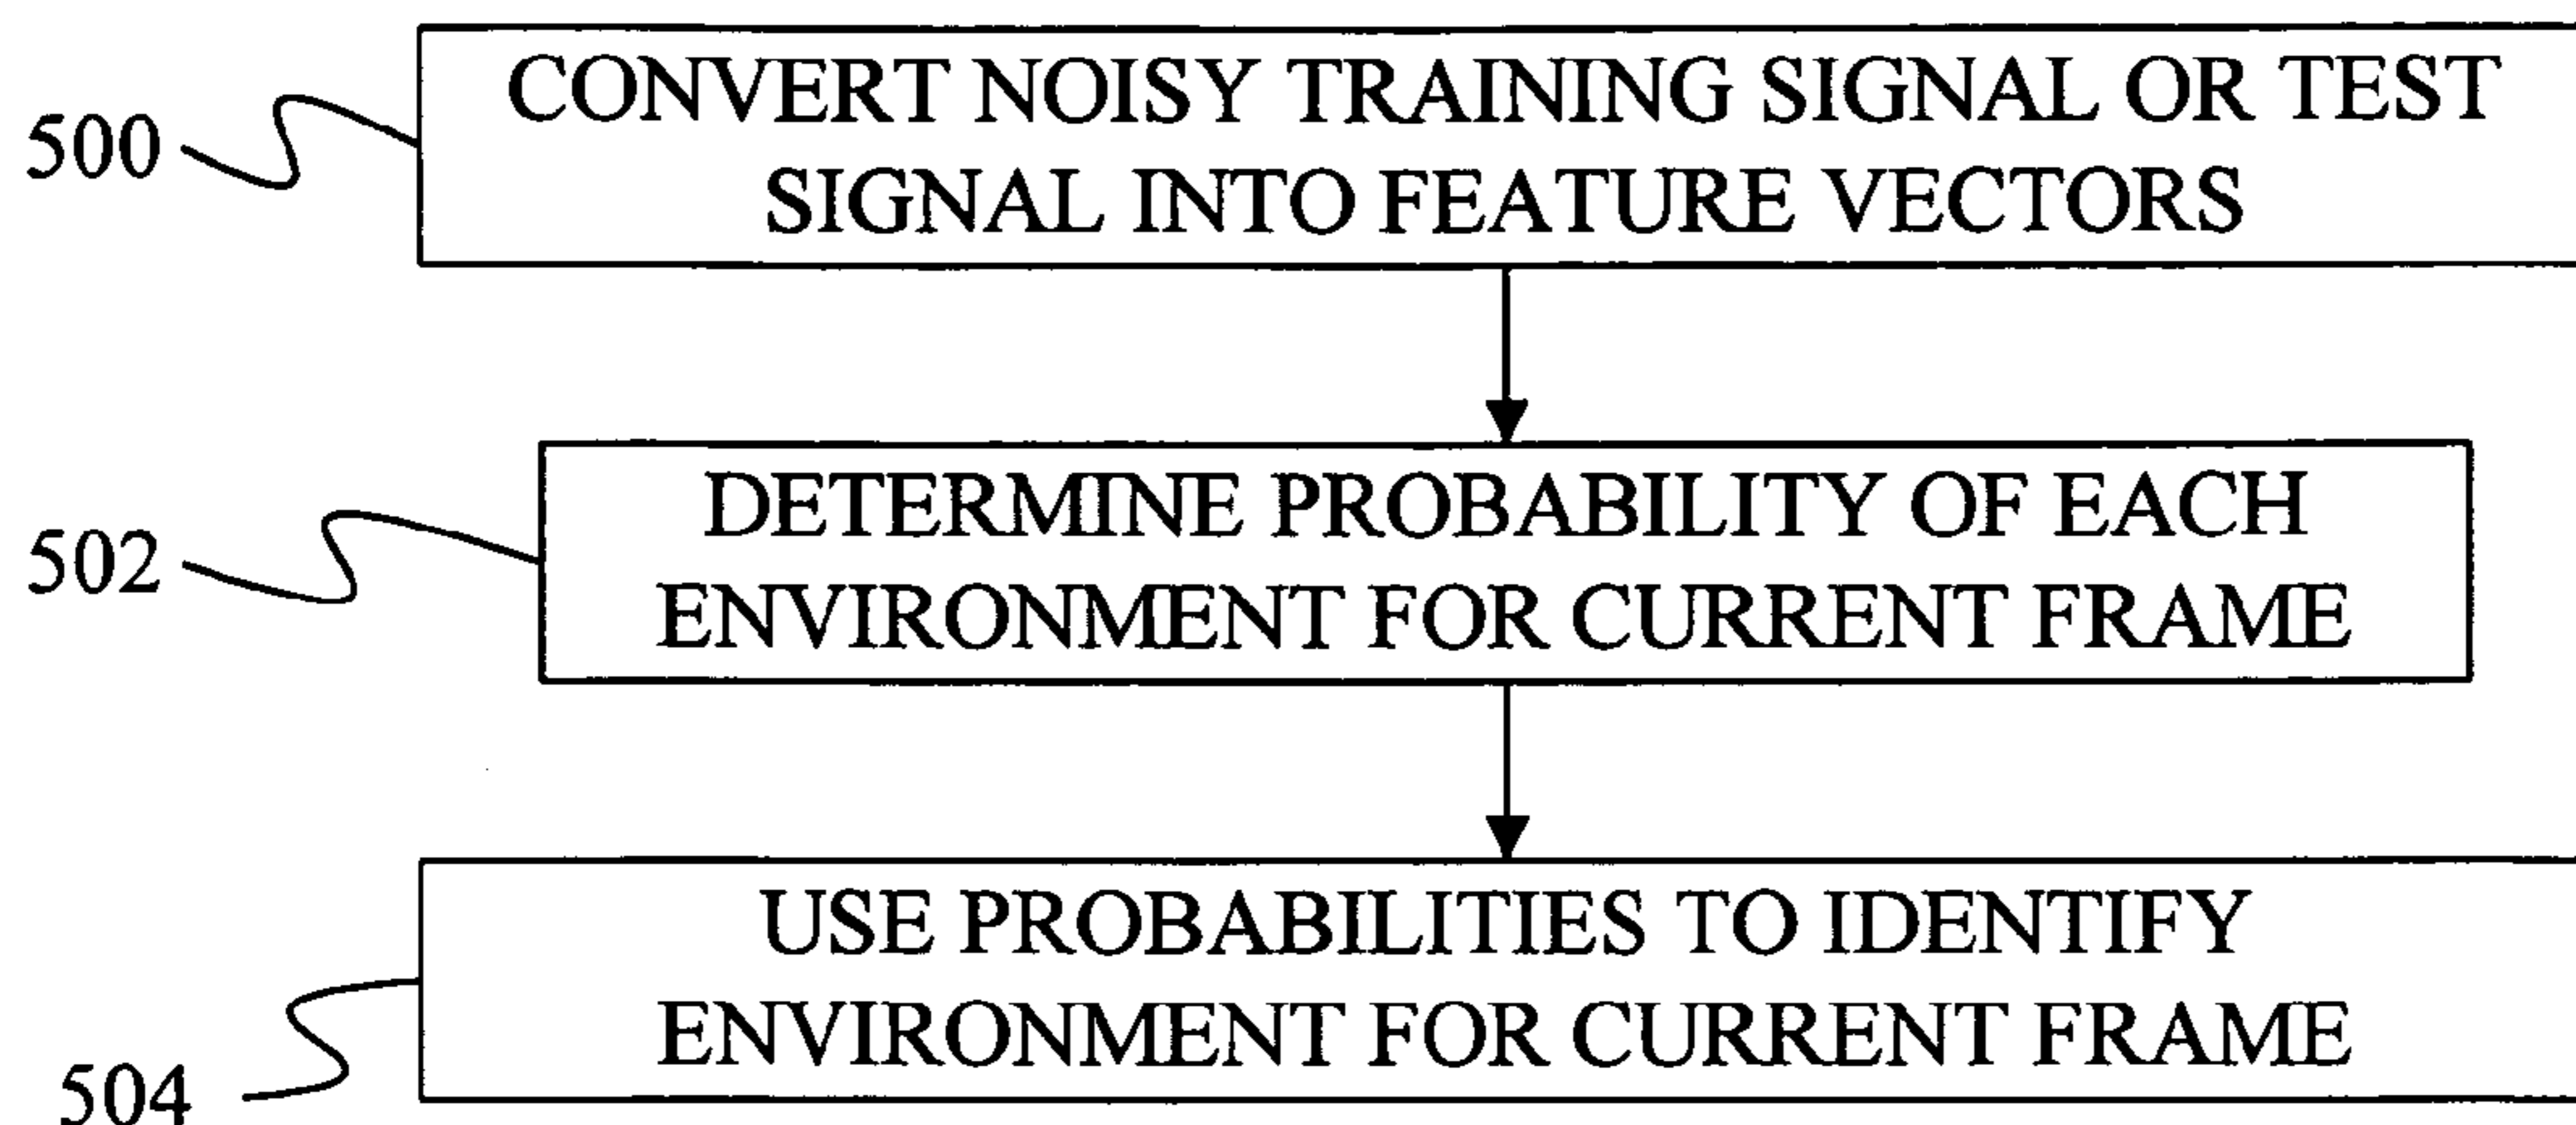 CONVERT NOISY TRAINING SIGNAL OR TEST
SIGNAL INTO FEATURE VECTORS
500
DETERMINE PROBABILITY OF EACH
ENVIRONMENT FOR CURRENT FRAME
502
USE PROBABILITIES TO IDENTIFY
ENVIRONMENT FOR CURRENT FRAME
504